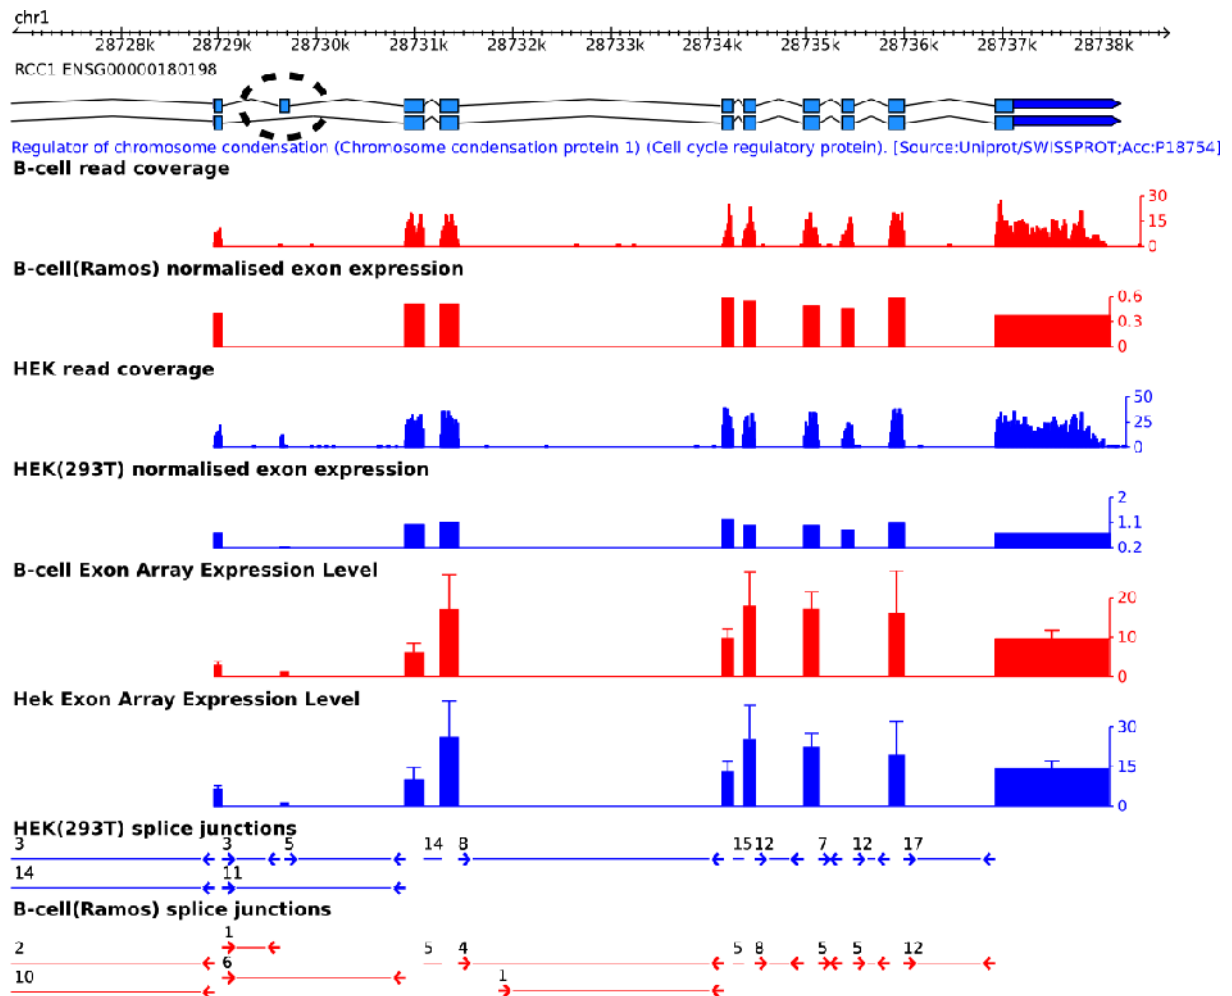 chr1
28728k 28729k 28730k 28731k 28732k 28733k 28734k 28735k 28736k 28737k 28738k
RCC1 ENSG00000180198
Regulator of chromosome condensation (Chromosome condensation protein 1) (Cell cycle regulatory protein). [Source:Uniprot/SWISSPROT;Acc:P18754]
B-cell read coverage
30
15
0
B-cell(Ramos) normalised exon expression
0.6
0.3
0
HEK read coverage
50
25
0
HEK(293T) normalised exon expression
2
1.1
0.2
B-cell Exon Array Expression Level
20
10
0
Hek Exon Array Expression Level
30
15
0
HEK(293T) splice junctions
3 3 5 14 8 15 12 7 12 17
14 11
B-cell(Ramos) splice junctions
1
2 6 5 4 5 8 5 5 12
10 1